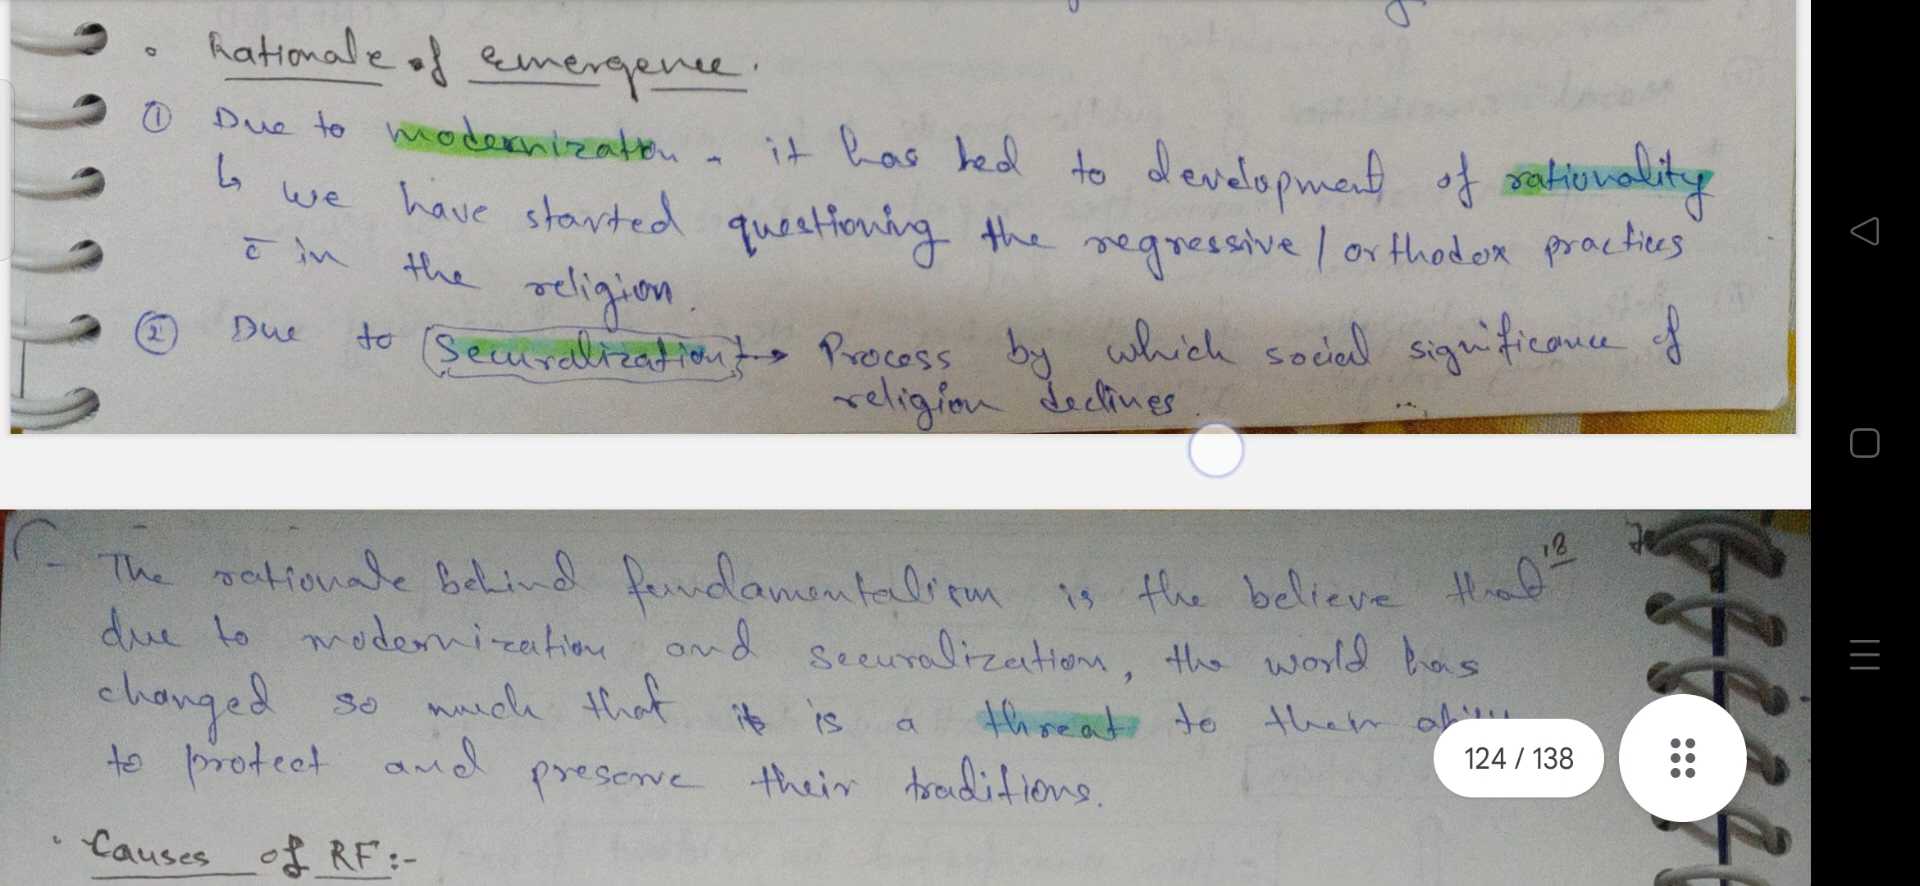 • Rationale of emergence.
① Due to modernization - it has led to development of rationality
↳ we have started questioning the regressive / orthodox practices
c̄ in the religion.
② Due to Securalization → Process by which social significance of
religion declines.
- The rationale behind fundamentalism is the believe that
due to modernization and securalization, the world has
changed so much that it is a threat to their
to protect and preserve their traditions.
124 / 138
• Causes of RF:-